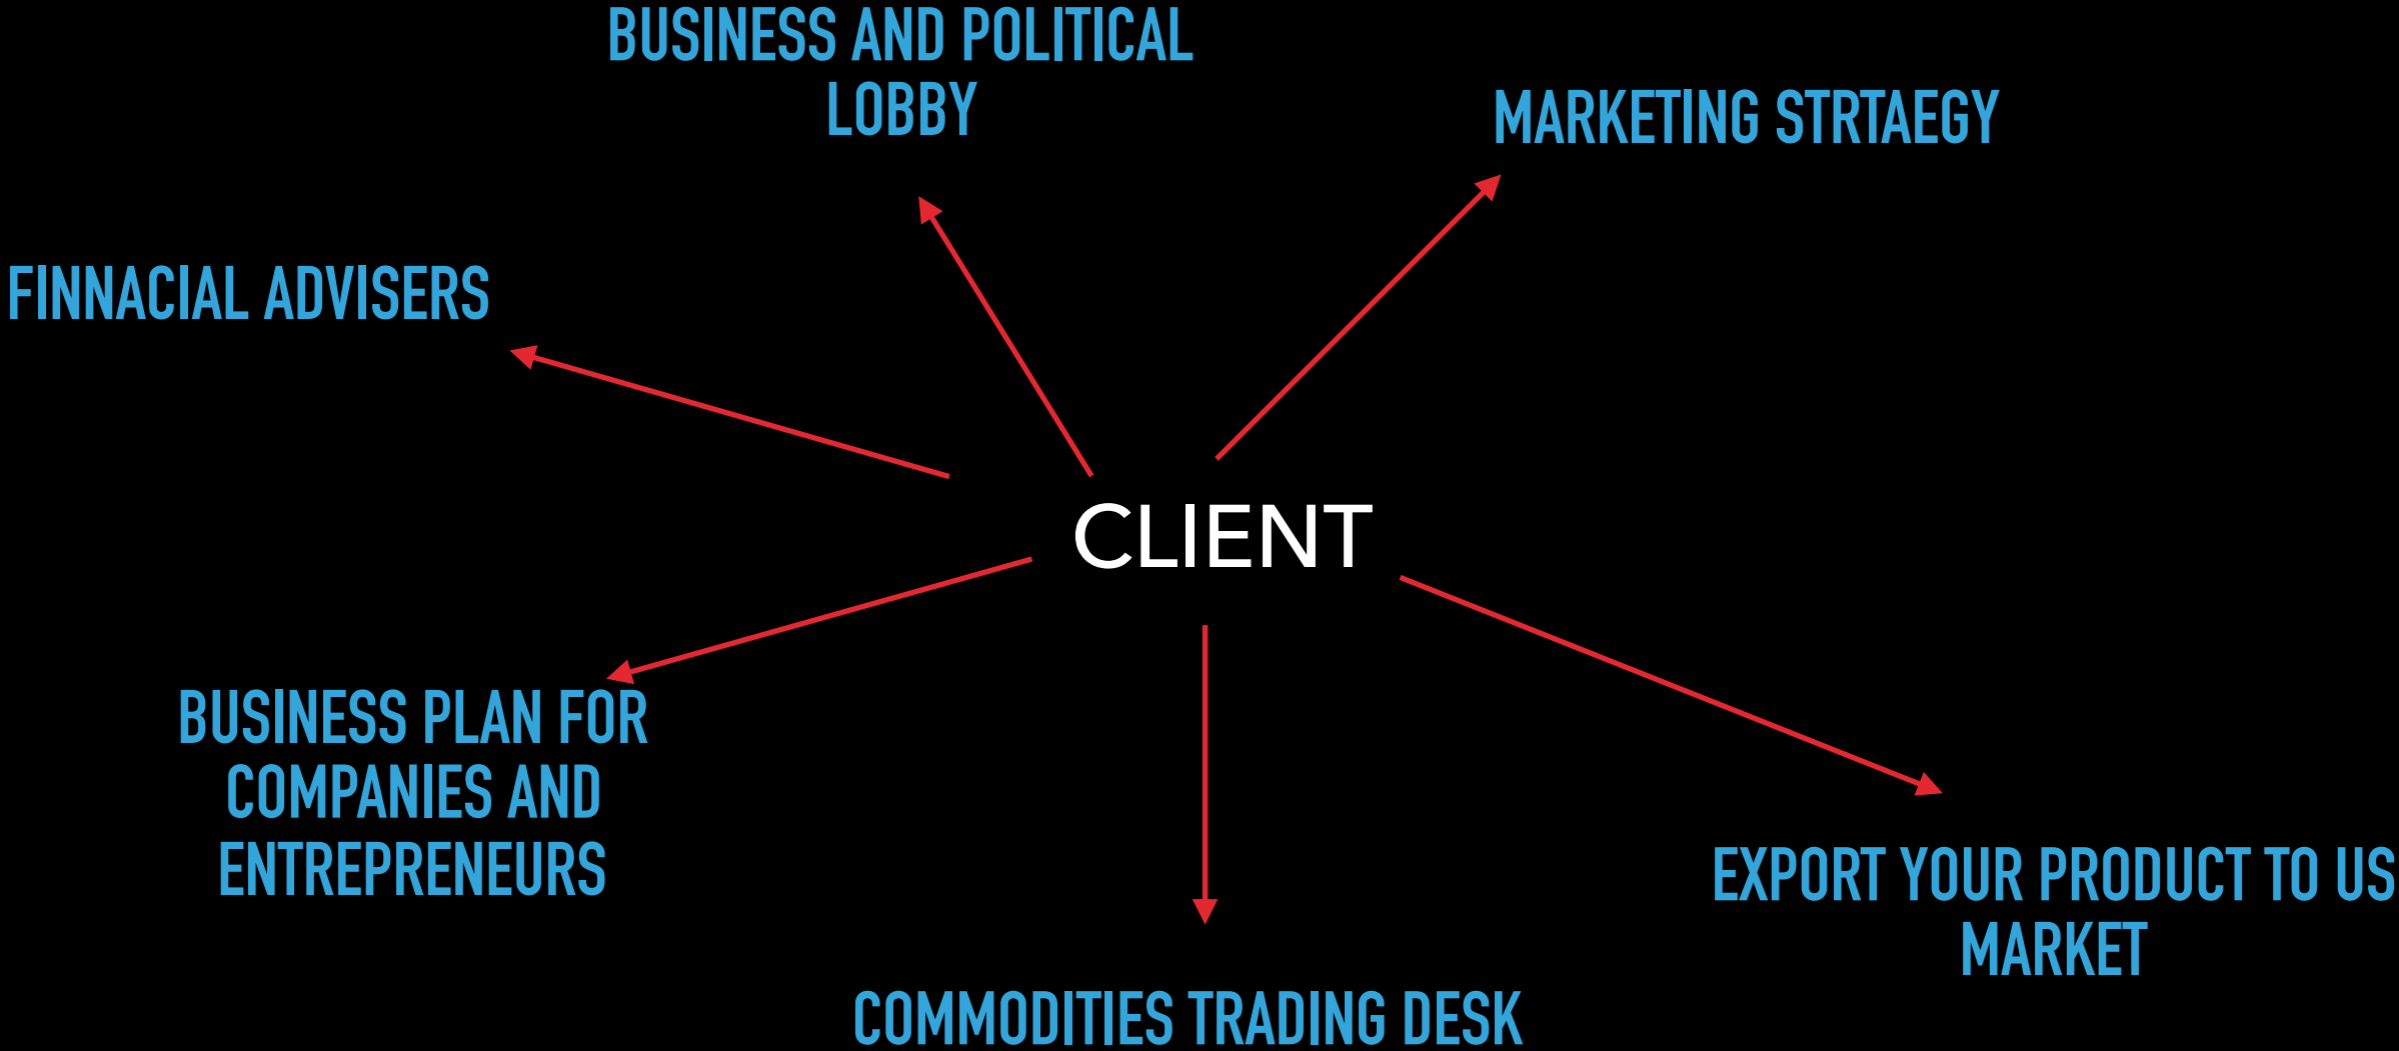 BUSINESS AND POLITICAL
LOBBY
MARKETING STRTAEGY
FINNACIAL ADVISERS
CLIENT
BUSINESS PLAN FOR
COMPANIES AND
ENTREPRENEURS
EXPORT YOUR PRODUCT TO US
MARKET
COMMODITIES TRADING DESK